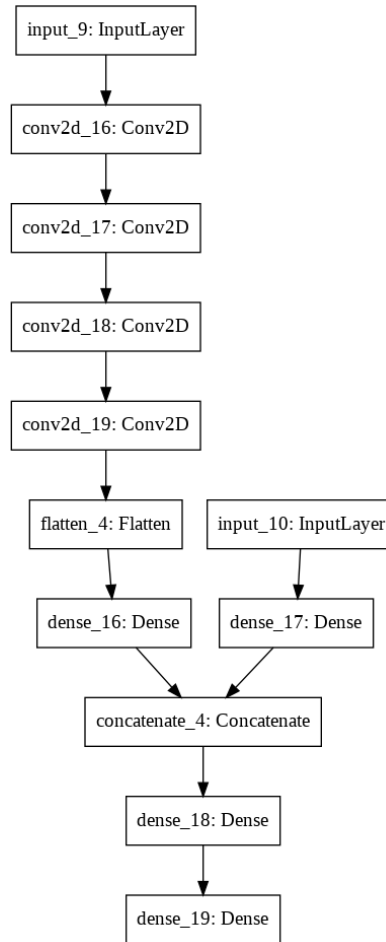 input_9: InputLayer
conv2d_16: Conv2D
conv2d_17: Conv2D
conv2d_18: Conv2D
conv2d_19: Conv2D
flatten_4: Flatten
input_10: InputLayer
dense_16: Dense
dense_17: Dense
concatenate_4: Concatenate
dense_18: Dense
dense_19: Dense